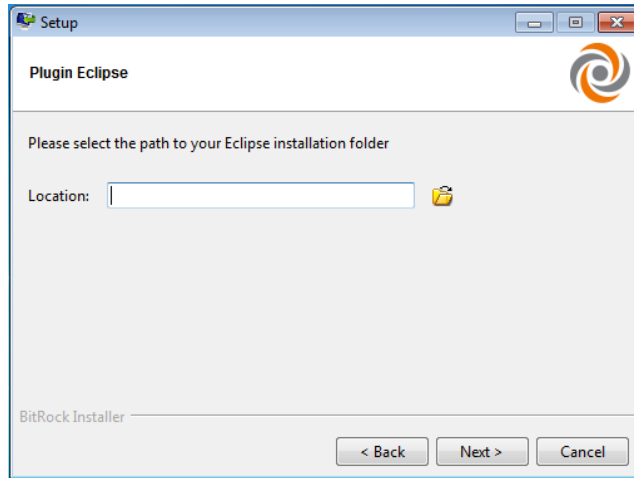 Setup
Plugin Eclipse
Please select the path to your Eclipse installation folder
Location:
BitRock Installer
< Back Next > Cancel